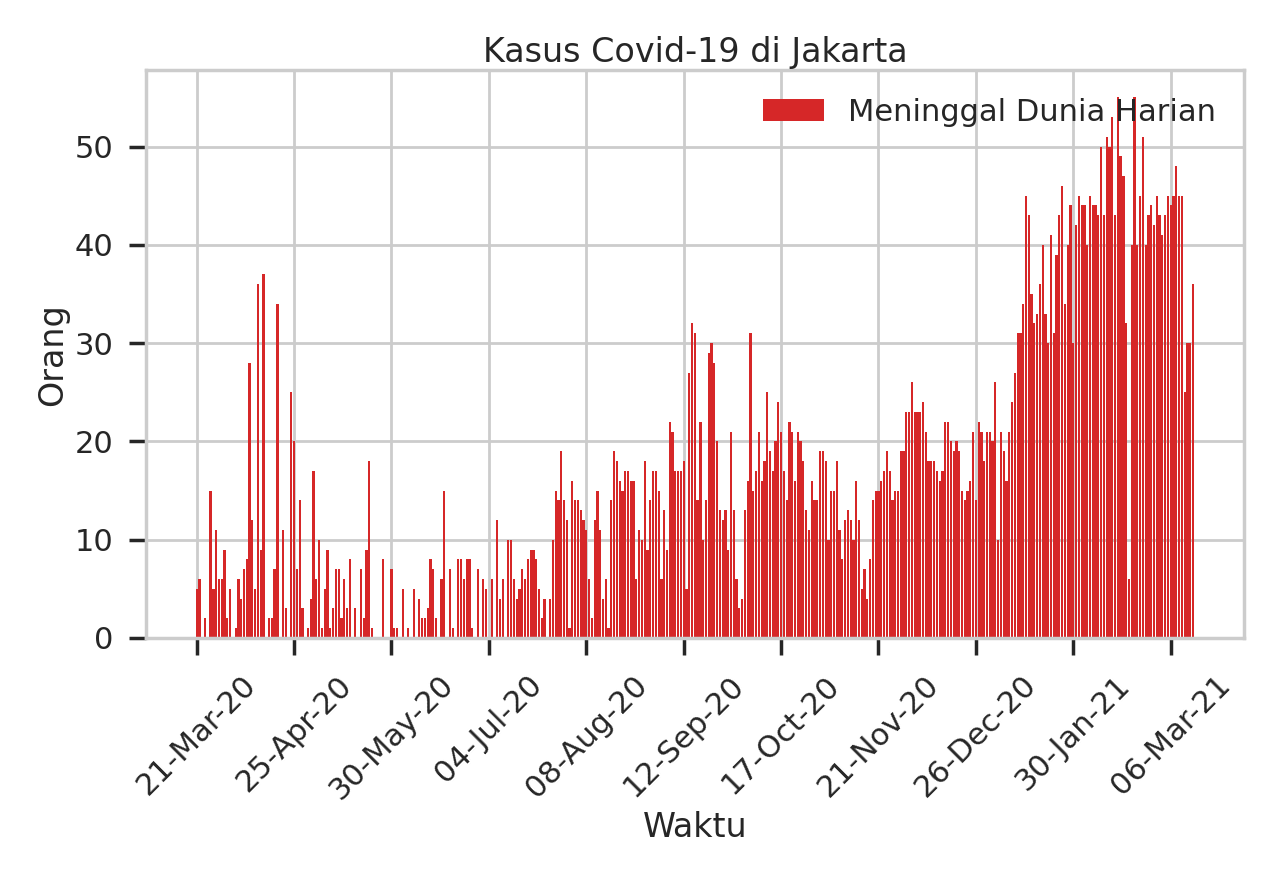 Kasus Covid-19 di Jakarta
Meninggal Dunia Harian
Orang
50
40
30
20
10
0
21-Mar-20
25-Apr-20
30-May-20
04-Jul-20
08-Aug-20
12-Sep-20
17-Oct-20
21-Nov-20
26-Dec-20
30-Jan-21
06-Mar-21
Waktu